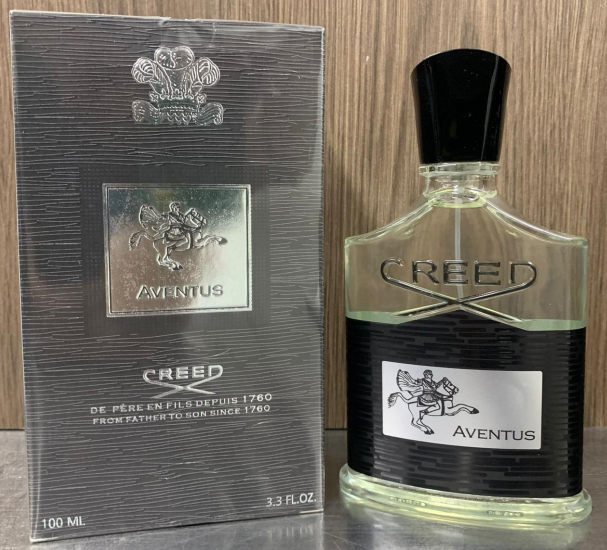 AVENTUS
CREED
DE PÈRE EN FILS DEPUIS 1760
FROM FATHER TO SON SINCE 1760
100 ML
3.3 FL.OZ.
CREED
AVENTUS